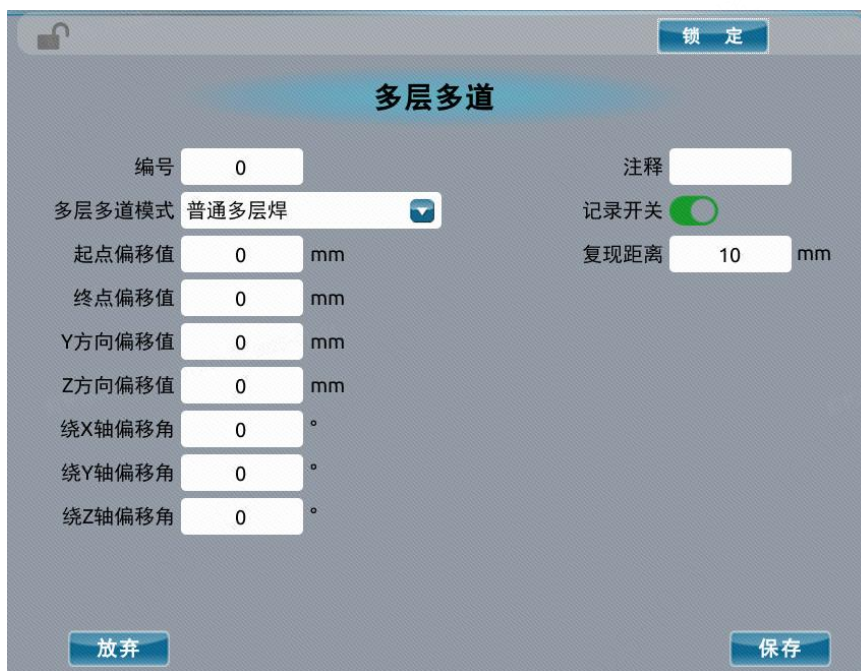 锁 定
多层多道
编号 0 注释
多层多道模式 普通多层焊 记录开关
起点偏移值 0 mm 复现距离 10 mm
终点偏移值 0 mm
Y方向偏移值 0 mm
Z方向偏移值 0 mm
绕X轴偏移角 0 °
绕Y轴偏移角 0 °
绕Z轴偏移角 0 °
放弃 保存